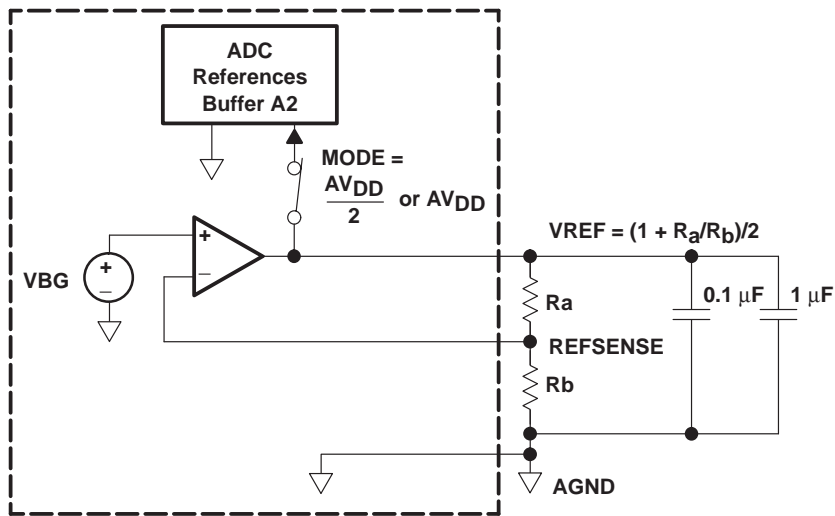 ADC
References
Buffer A2
MODE =
AVDD
2
or AVDD
VREF = (1 + Ra/Rb)/2
+
–
VBG
+
–
Ra
0.1 μF
1 μF
REFSENSE
Rb
AGND